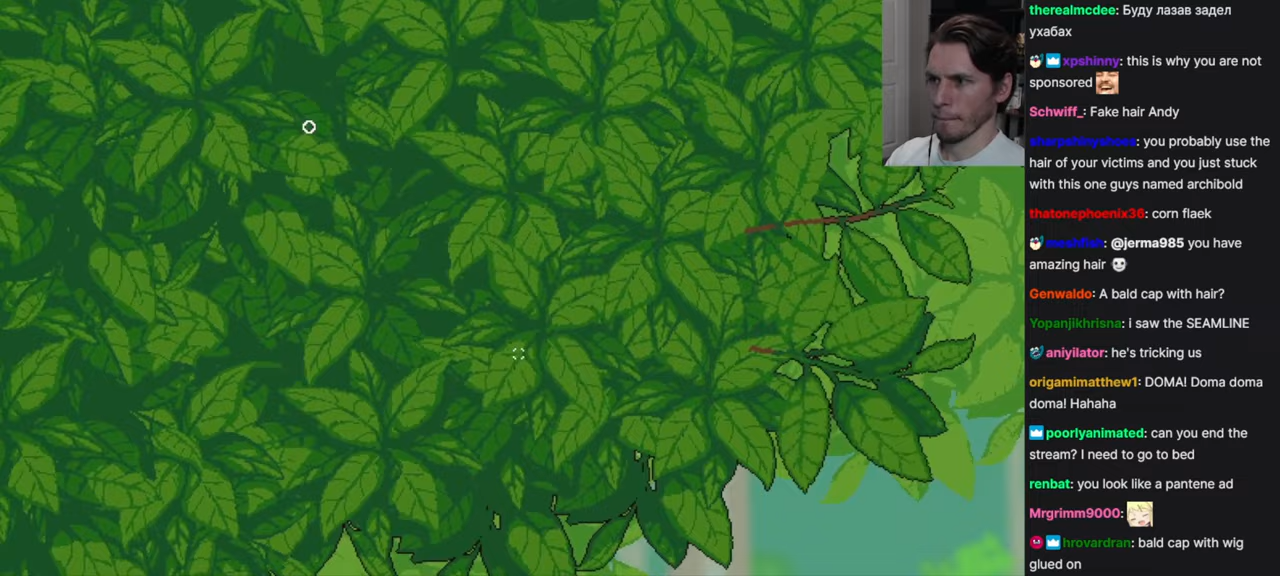 therealmcdee: Буду лазав задел
ухабах
xpshinny: this is why you are not
sponsored
Schwiff_: Fake hair Andy
sharpshinyshoes: you probably use the
hair of your victims and you just stuck
with this one guys named archibold
thatonephoenix36: corn flaek
: @jerma985 you have
amazing hair
Genwaldo: A bald cap with hair?
Yopanjikhrisna: i saw the SEAMLINE
aniyilator: he's tricking us
origamimatthew1: DOMA! Doma doma
doma! Hahaha
poorlyanimated: can you end the
stream? I need to go to bed
renbat: you look like a pantene ad
Mrgrimm9000:
hrovardran: bald cap with wig
glued on